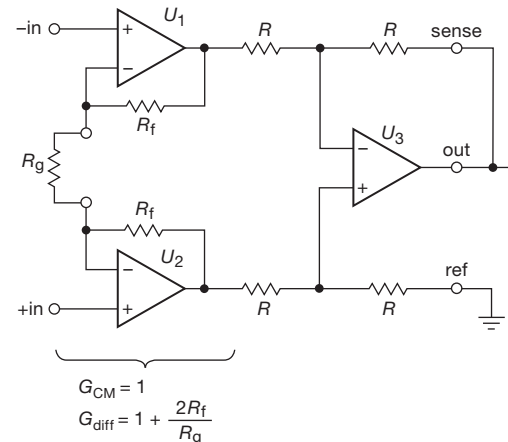 −in
+
−
U1
R
R
sense
Rf
Rg
U3
−
+
out
Rf
−
+
U2
+in
R
R
ref
GCM = 1
Gdiff = 1 + 2Rf/Rg